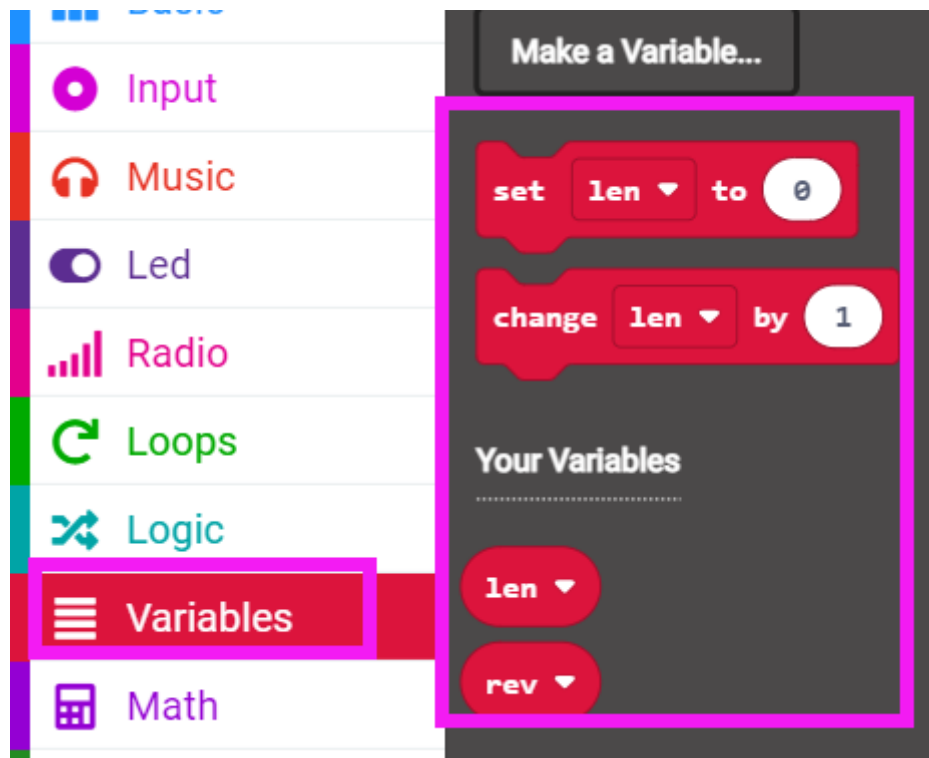 Input
Music
Led
Radio
Loops
Logic
Variables
Math
Make a Variable...
set len to 0
change len by 1
Your Variables
len
rev